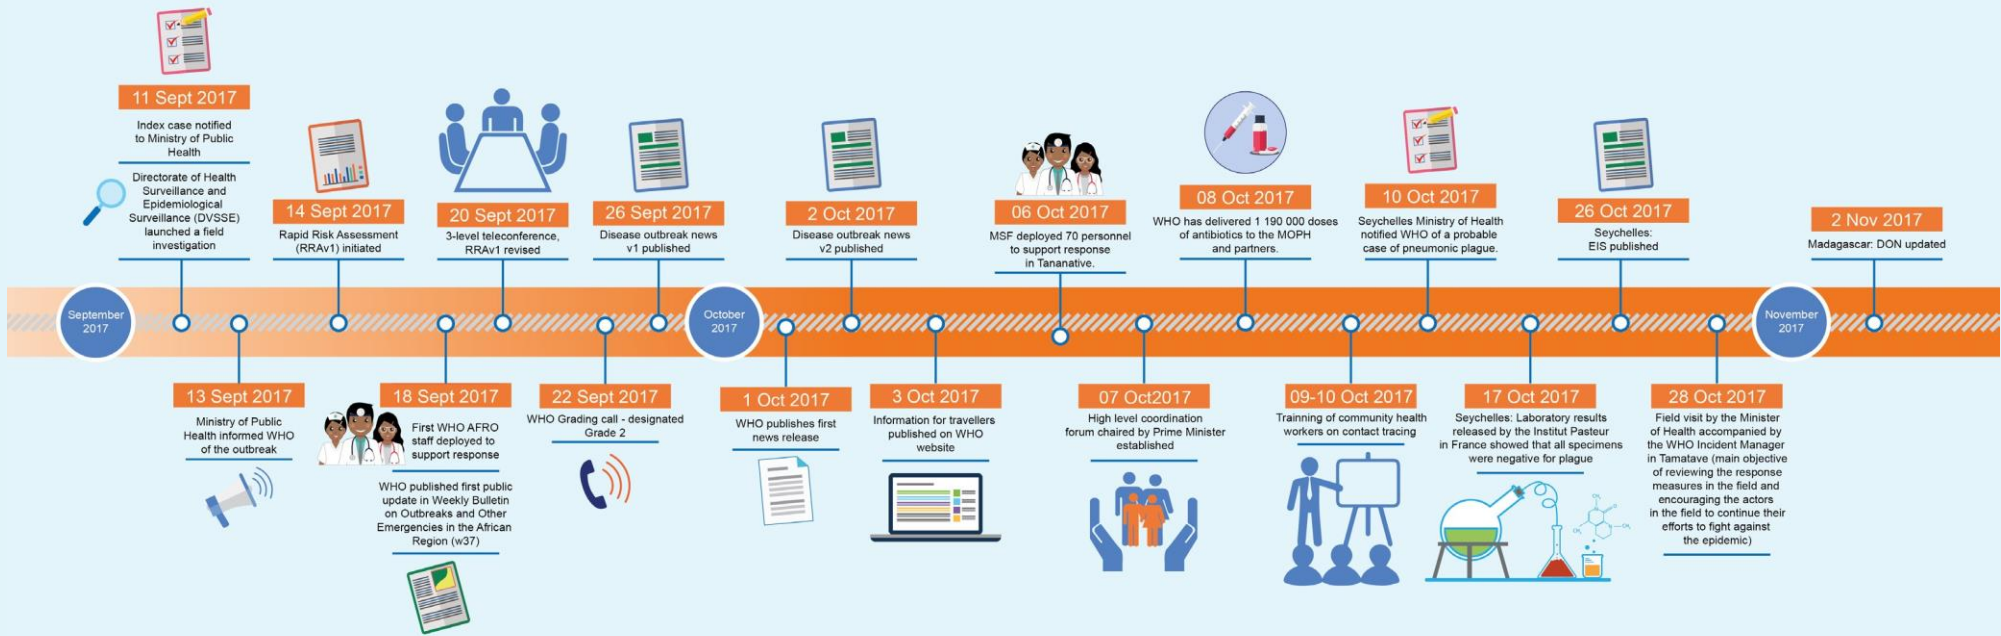 September
2017
11 Sept 2017
Index case notified
to Ministry of Public
Health
Directorate of Health
Surveillance and
Epidemiological
Surveillance (DVSSE)
launched a field
investigation
13 Sept 2017
Ministry of Public
Health informed WHO
of the outbreak
14 Sept 2017
Rapid Risk Assessment
(RRAv1) initiated
18 Sept 2017
First WHO AFRO
staff deployed to
support response
WHO published first public
update in Weekly Bulletin
on Outbreaks and Other
Emergencies in the African
Region (w37)
20 Sept 2017
3-level teleconference,
RRAv1 revised
22 Sept 2017
WHO Grading call - designated
Grade 2
26 Sept 2017
Disease outbreak news
v1 published
October
2017
1 Oct 2017
WHO publishes first
news release
2 Oct 2017
Disease outbreak news
v2 published
3 Oct 2017
Information for travellers
published on WHO
website
06 Oct 2017
MSF deployed 70 personnel
to support response
in Tananative.
07 Oct2017
High level coordination
forum chaired by Prime Minister
established
08 Oct 2017
WHO has delivered 1 190 000 doses
of antibiotics to the MOPH
and partners.
09-10 Oct 2017
Trainning of community health
workers on contact tracing
10 Oct 2017
Seychelles Ministry of Health
notified WHO of a probable
case of pneumonic plague.
17 Oct 2017
Seychelles: Laboratory results
released by the Institut Pasteur
in France showed that all specimens
were negative for plague
26 Oct 2017
Seychelles:
EIS published
28 Oct 2017
Field visit by the Minister
of Health accompanied by
the WHO Incident Manager
in Tamatave (main objective
of reviewing the response
measures in the field and
encouraging the actors
in the field to continue their
efforts to fight against
the epidemic)
November
2017
2 Nov 2017
Madagascar: DON updated